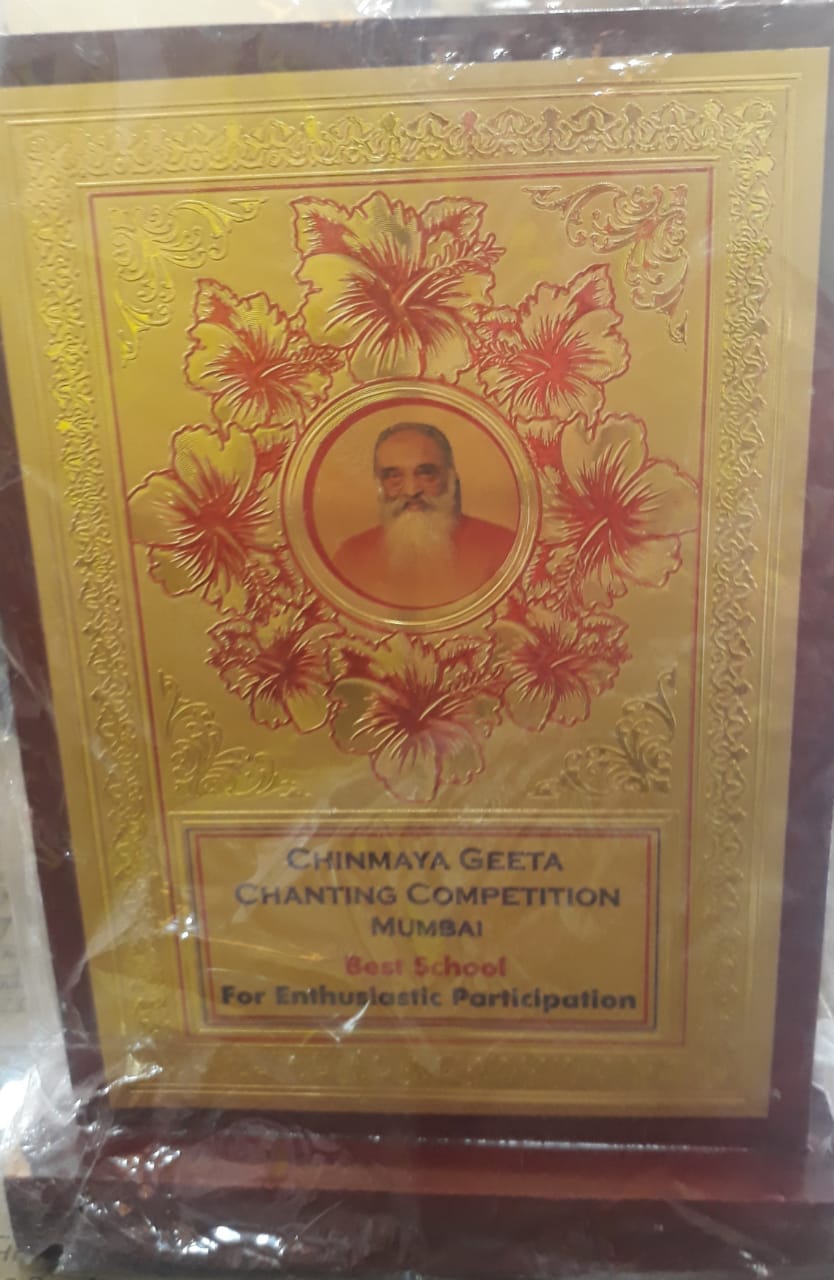 CHINMAYA GEETA
CHANTING COMPETITION
MUMBAI
Best School
For Enthusiastic Participation